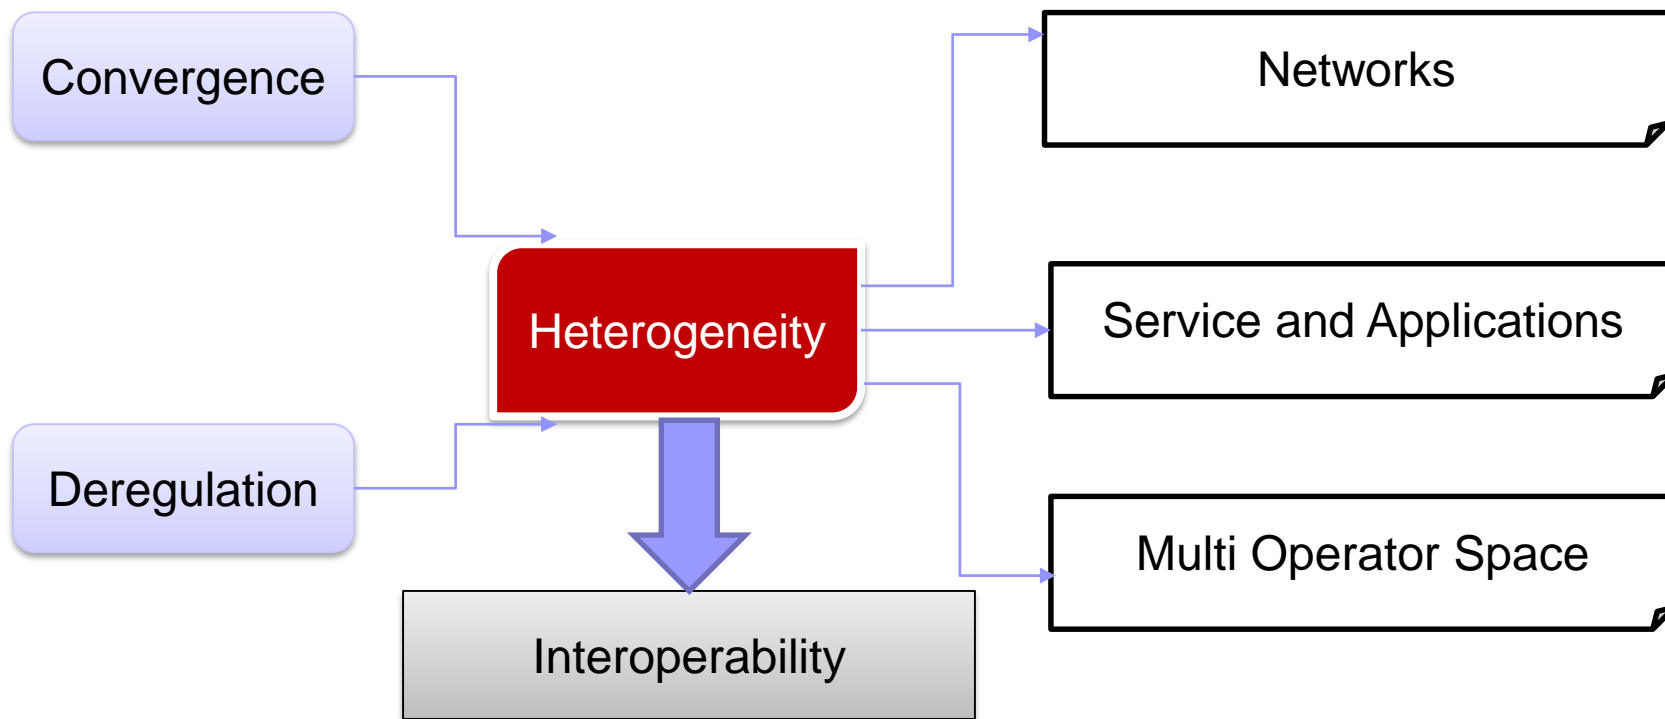 Convergence
Networks
Heterogeneity
Service and Applications
Deregulation
Multi Operator Space
Interoperability